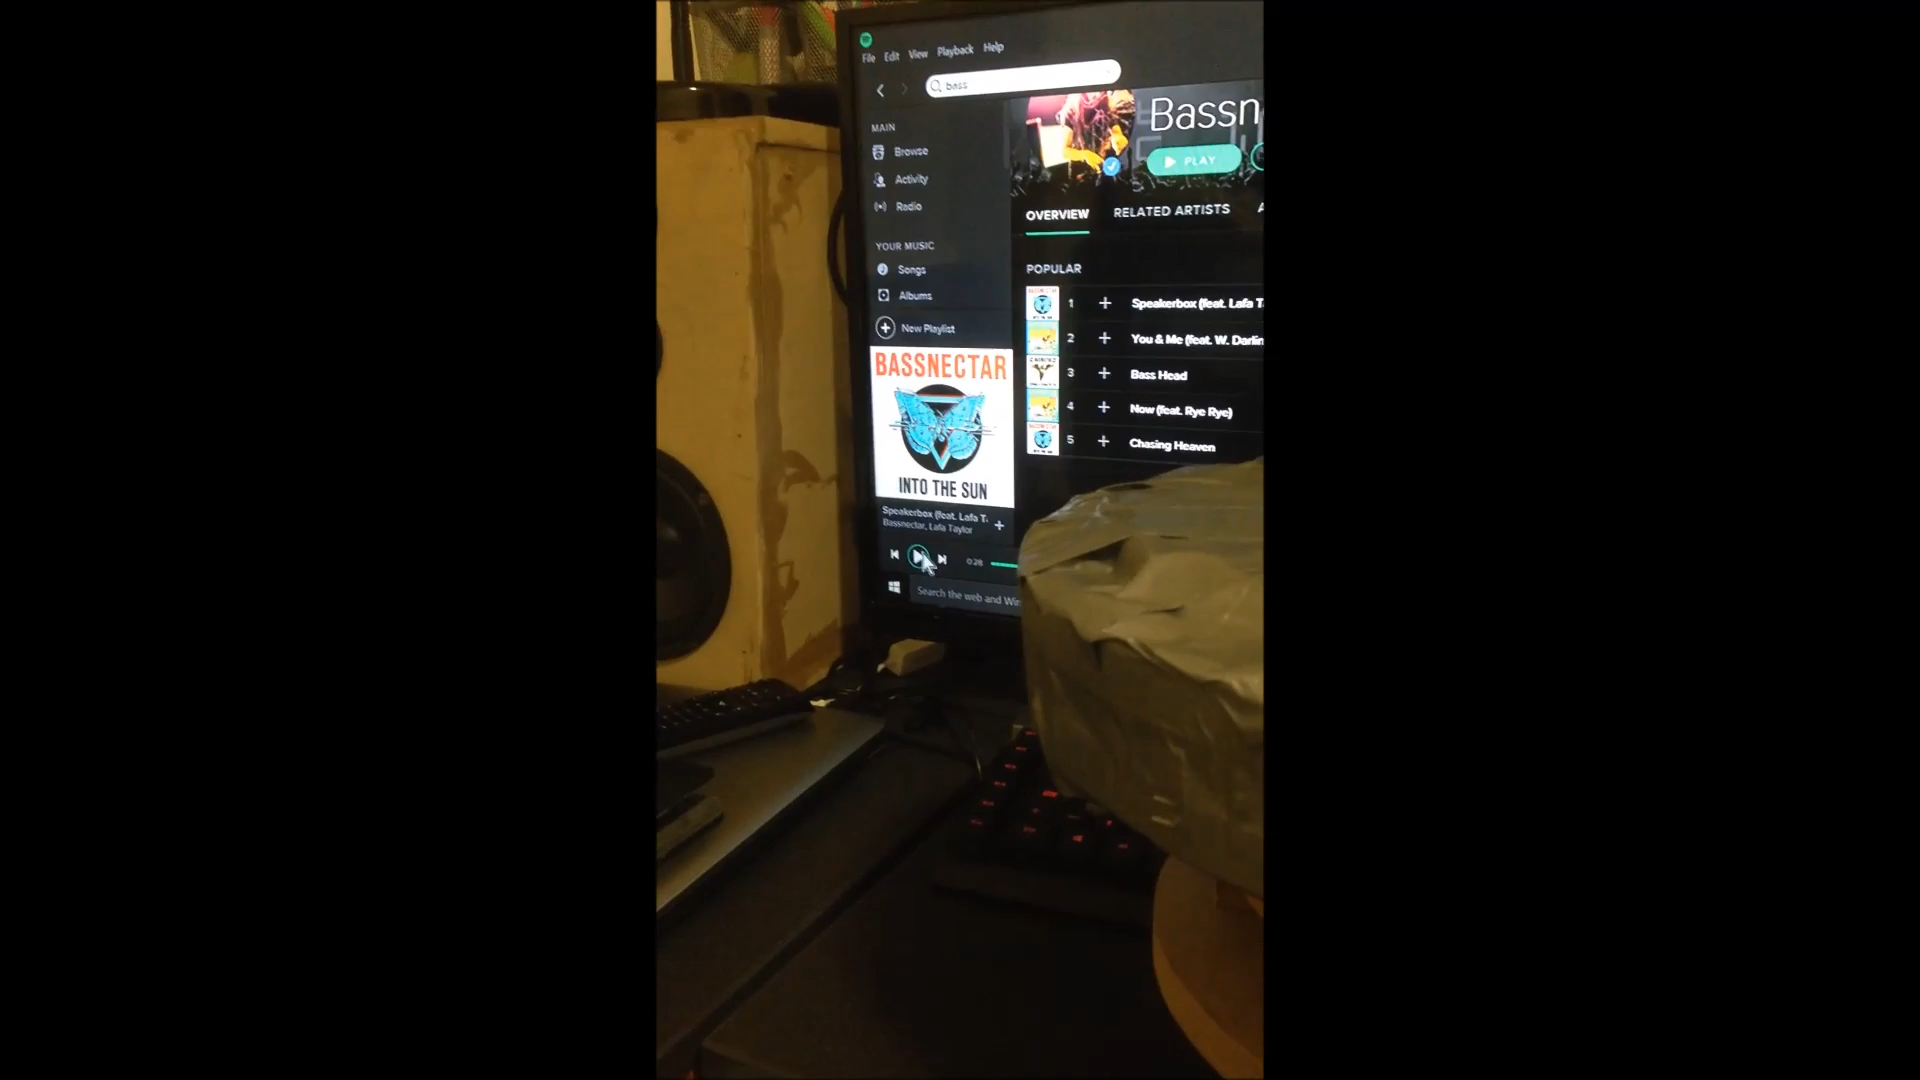 File Edit View Playback Help
bass
MAIN
Browse
Activity
Radio
YOUR MUSIC
Songs
Albums
New Playlist
BASSNECTAR
INTO THE SUN
Speakerbox (feat. Lafa T
Bassnectar, Lafa Taylor
0:28
Search the web and Win
Bassn
PLAY
OVERVIEW RELATED ARTISTS A
POPULAR
1 + Speakerbox (feat. Lafa T
2 + You & Me (feat. W. Darlin
3 + Bass Head
4 + Now (feat. Rye Rye)
5 + Chasing Heaven